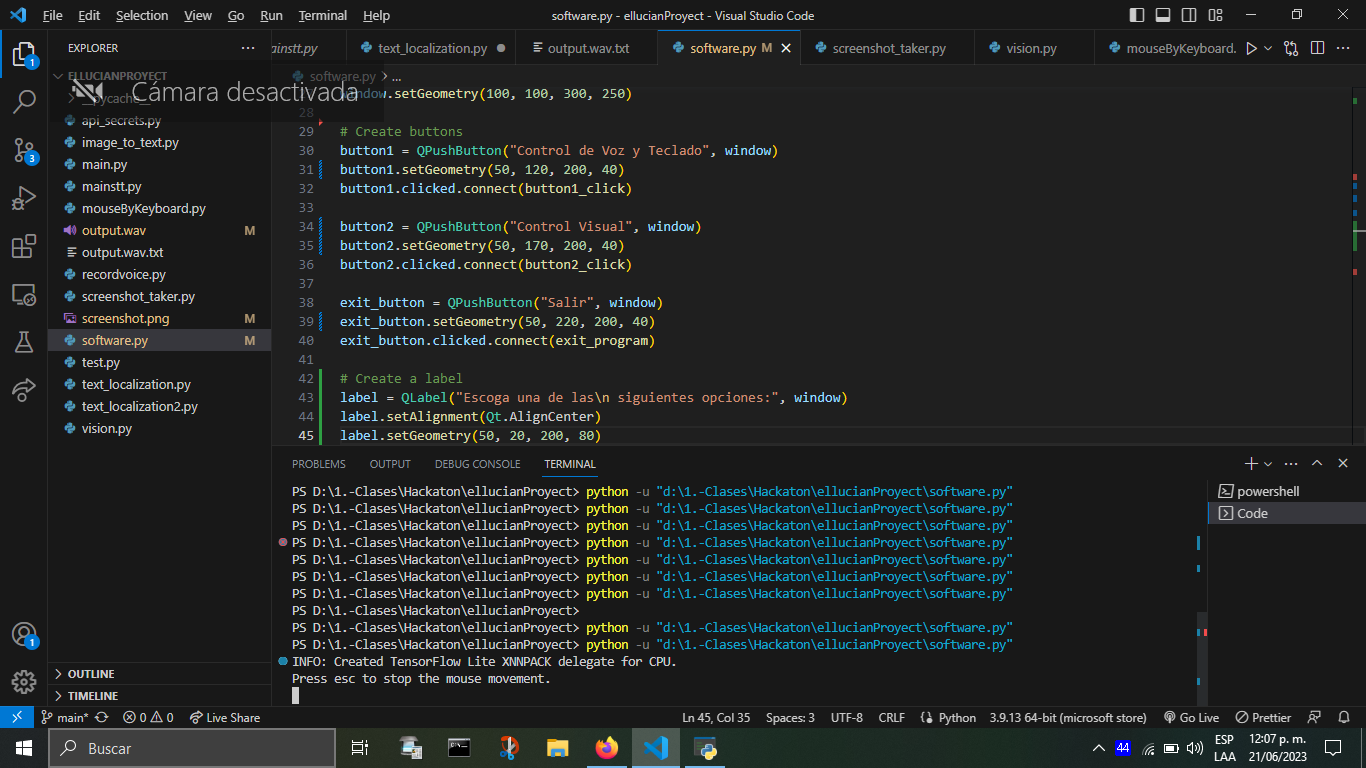 File Edit Selection View Go Run Terminal Help software.py - ellucianProyect - Visual Studio Code
EXPLORER
ainstt.py text_localization.py output.wav.txt software.py M screenshot_taker.py vision.py mouseByKeyboard.
ELLUCIANPROYECT
software.py > ...
Cámara desactivada
__pycache__
api_secrets.py
image_to_text.py
main.py
mainstt.py
mouseByKeyboard.py
output.wav M
output.wav.txt
recordvoice.py
screenshot_taker.py
screenshot.png M
software.py M
test.py
text_localization.py
text_localization2.py
vision.py
OUTLINE
TIMELINE
window.setGeometry(100, 100, 300, 250)
28
29 # Create buttons
30 button1 = QPushButton("Control de Voz y Teclado", window)
31 button1.setGeometry(50, 120, 200, 40)
32 button1.clicked.connect(button1_click)
33
34 button2 = QPushButton("Control Visual", window)
35 button2.setGeometry(50, 170, 200, 40)
36 button2.clicked.connect(button2_click)
37
38 exit_button = QPushButton("Salir", window)
39 exit_button.setGeometry(50, 220, 200, 40)
40 exit_button.clicked.connect(exit_program)
41
42 # Create a label
43 label = QLabel("Escoga una de las\n siguientes opciones:", window)
44 label.setAlignment(Qt.AlignCenter)
45 label.setGeometry(50, 20, 200, 80)
PROBLEMS OUTPUT DEBUG CONSOLE TERMINAL
PS D:\1.-Clases\Hackaton\ellucianProyect> python -u "d:\1.-Clases\Hackaton\ellucianProyect\software.py"
PS D:\1.-Clases\Hackaton\ellucianProyect> python -u "d:\1.-Clases\Hackaton\ellucianProyect\software.py"
PS D:\1.-Clases\Hackaton\ellucianProyect> python -u "d:\1.-Clases\Hackaton\ellucianProyect\software.py"
PS D:\1.-Clases\Hackaton\ellucianProyect> python -u "d:\1.-Clases\Hackaton\ellucianProyect\software.py"
PS D:\1.-Clases\Hackaton\ellucianProyect> python -u "d:\1.-Clases\Hackaton\ellucianProyect\software.py"
PS D:\1.-Clases\Hackaton\ellucianProyect> python -u "d:\1.-Clases\Hackaton\ellucianProyect\software.py"
PS D:\1.-Clases\Hackaton\ellucianProyect> python -u "d:\1.-Clases\Hackaton\ellucianProyect\software.py"
PS D:\1.-Clases\Hackaton\ellucianProyect>
PS D:\1.-Clases\Hackaton\ellucianProyect> python -u "d:\1.-Clases\Hackaton\ellucianProyect\software.py"
PS D:\1.-Clases\Hackaton\ellucianProyect> python -u "d:\1.-Clases\Hackaton\ellucianProyect\software.py"
INFO: Created TensorFlow Lite XNNPACK delegate for CPU.
Press esc to stop the mouse movement.
powershell
Code
1
3
1
main* 0 0 Live Share Ln 45, Col 35 Spaces: 3 UTF-8 CRLF Python 3.9.13 64-bit (microsoft store) Go Live Prettier
Buscar
44
ESP
LAA
12:07 p. m.
21/06/2023